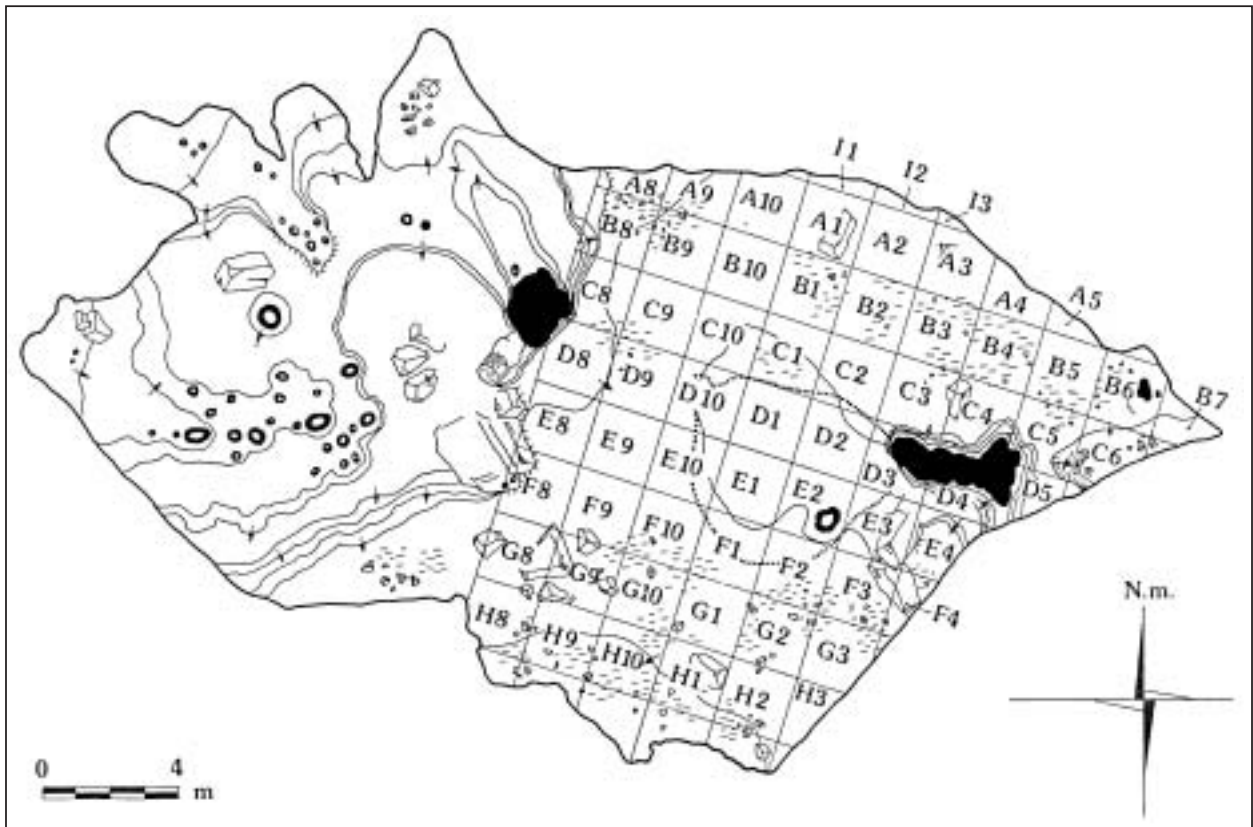 I1 I2 I3
A8 A9 A10 A1 A2 A3 A4 A5
B8 B9 B10 B1 B2 B3 B4 B5 B6 B7
C8 C9 C10 C1 C2 C3 C4 C5 C6
D8 D9 D10 D1 D2 D3 D4 D5
E8 E9 E10 E1 E2 E3 E4
F8 F9 F10 F1 F2 F3 F4
G8 G9 G10 G1 G2 G3
H8 H9 H10 H1 H2 H3
N.m.
0 4
m